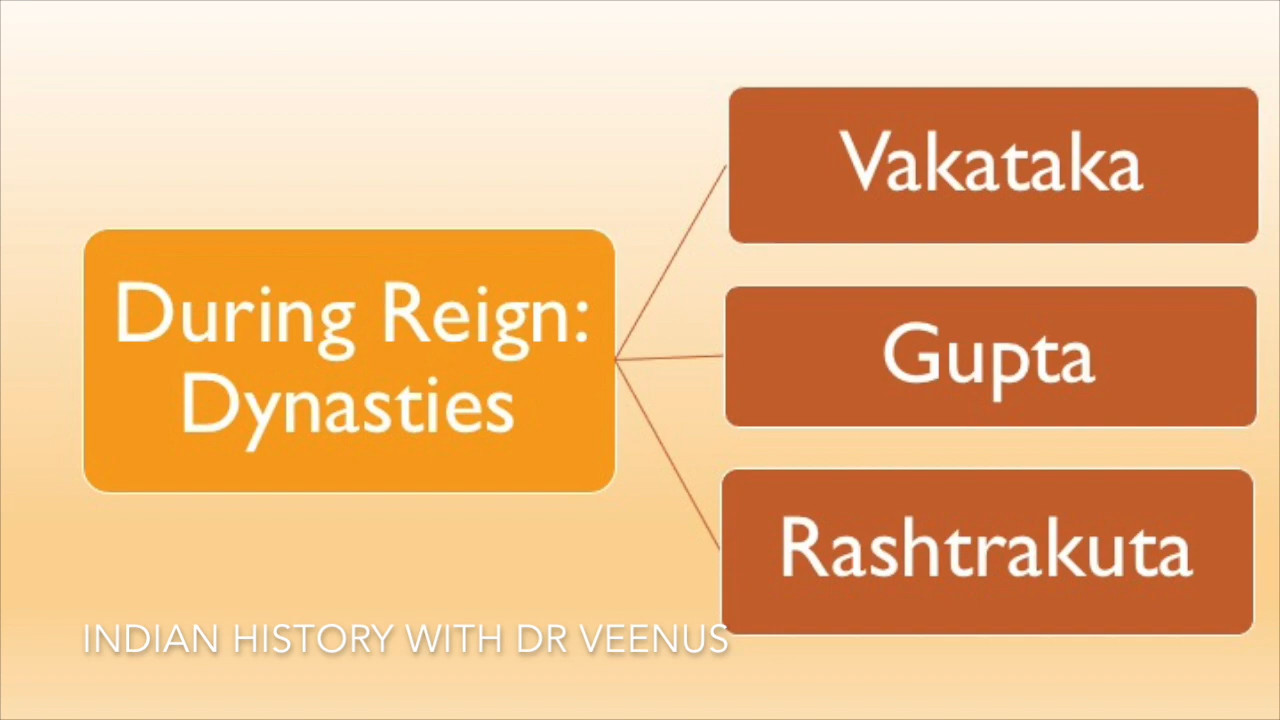 During Reign:
Dynasties
Vakataka
Gupta
Rashtrakuta
INDIAN HISTORY WITH DR VEENUS